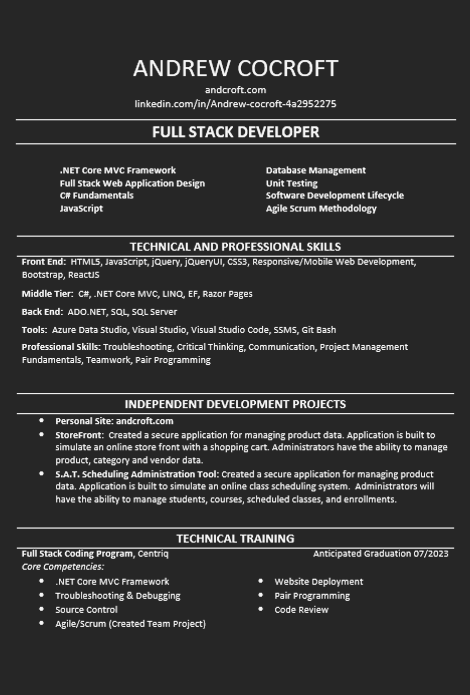 ANDREW COCROFT
andcroft.com
linkedin.com/in/Andrew-cocroft-4a2952275
FULL STACK DEVELOPER
.NET Core MVC Framework
Full Stack Web Application Design
C# Fundamentals
JavaScript
Database Management
Unit Testing
Software Development Lifecycle
Agile Scrum Methodology
TECHNICAL AND PROFESSIONAL SKILLS
Front End: HTML5, JavaScript, jQuery, jQueryUI, CSS3, Responsive/Mobile Web Development,
Bootstrap, ReactJS
Middle Tier: C#, .NET Core MVC, LINQ, EF, Razor Pages
Back End: ADO.NET, SQL, SQL Server
Tools: Azure Data Studio, Visual Studio, Visual Studio Code, SSMS, Git Bash
Professional Skills: Troubleshooting, Critical Thinking, Communication, Project Management
Fundamentals, Teamwork, Pair Programming
INDEPENDENT DEVELOPMENT PROJECTS
• Personal Site: andcroft.com
• StoreFront: Created a secure application for managing product data. Application is built to
simulate an online store front with a shopping cart. Administrators have the ability to manage
product, category and vendor data.
• S.A.T. Scheduling Administration Tool: Created a secure application for managing product
data. Application is built to simulate an online class scheduling system. Administrators will
have the ability to manage students, courses, scheduled classes, and enrollments.
TECHNICAL TRAINING
Full Stack Coding Program, Centriq Anticipated Graduation 07/2023
Core Competencies:
• .NET Core MVC Framework
• Troubleshooting & Debugging
• Source Control
• Agile/Scrum (Created Team Project)
• Website Deployment
• Pair Programming
• Code Review